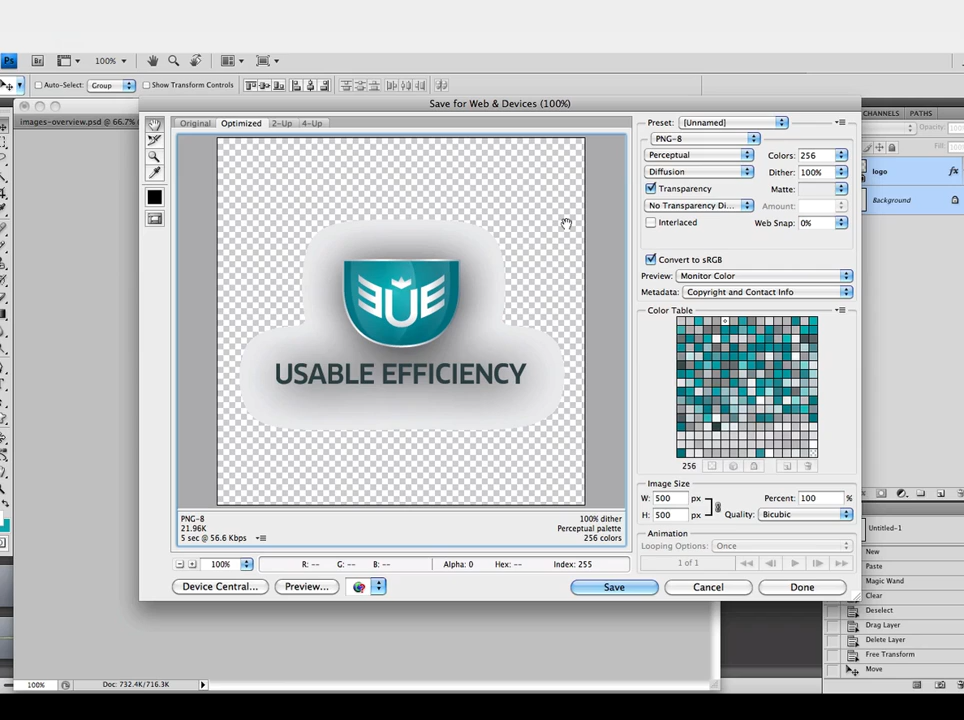 Ps
Br
100%
Auto-Select:
Group
Show Transform Controls
Save for Web & Devices (100%)
images-overview.psd @ 66.7%
Original
Optimized
2-Up
4-Up
USABLE EFFICIENCY
PNG-8
21.96K
5 sec @ 56.6 Kbps
100% dither
Perceptual palette
256 colors
100%
R: --
G: --
B: --
Alpha: 0
Hex: --
Index: 255
Device Central...
Preview...
Save
Cancel
Done
Preset:
[Unnamed]
PNG-8
Perceptual
Colors:
256
Diffusion
Dither:
100%
Transparency
Matte:
No Transparency Di...
Amount:
Interlaced
Web Snap:
0%
Convert to sRGB
Preview:
Monitor Color
Metadata:
Copyright and Contact Info
Color Table
256
Image Size
W:
500
px
Percent:
100
%
H:
500
px
Quality:
Bicubic
Animation
Looping Options:
Once
1 of 1
CHANNELS
PATHS
Opacity:
logo
fx
Background
Untitled-1
New
Paste
Magic Wand
Clear
Deselect
Drag Layer
Delete Layer
Free Transform
Move
100%
Doc: 732.4K/716.3K